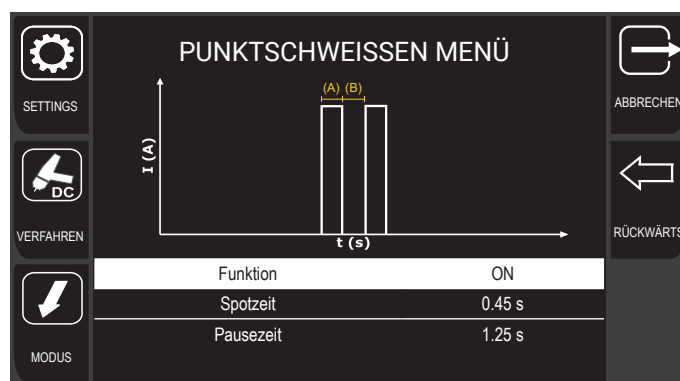 PUNKTSCHWEISSEN MENÜ
SETTINGS
DC
VERFAHREN
MODUS
(A) (B)
I (A)
t (s)
Funktion ON
Spotzeit 0.45 s
Pausezeit 1.25 s
ABBRECHEN
RÜCKWÄRTS